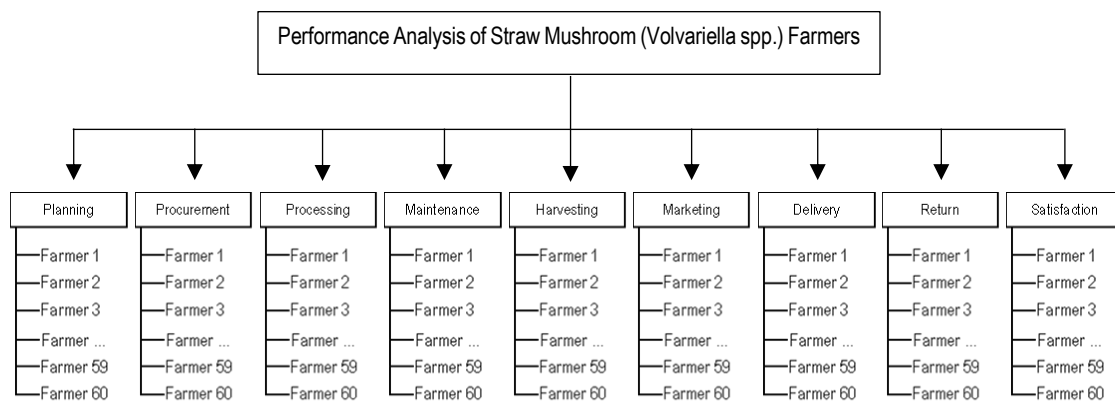 Performance Analysis of Straw Mushroom (Volvariella spp.) Farmers
Planning
Procurement
Processing
Maintenance
Harvesting
Marketing
Delivery
Return
Satisfaction
Farmer 1
Farmer 1
Farmer 1
Farmer 1
Farmer 1
Farmer 1
Farmer 1
Farmer 1
Farmer 1
Farmer 2
Farmer 2
Farmer 2
Farmer 2
Farmer 2
Farmer 2
Farmer 2
Farmer 2
Farmer 2
Farmer 3
Farmer 3
Farmer 3
Farmer 3
Farmer 3
Farmer 3
Farmer 3
Farmer 3
Farmer 3
Farmer ...
Farmer ...
Farmer ...
Farmer ...
Farmer ...
Farmer ...
Farmer ...
Farmer ...
Farmer ...
Farmer 59
Farmer 59
Farmer 59
Farmer 59
Farmer 59
Farmer 59
Farmer 59
Farmer 59
Farmer 59
Farmer 60
Farmer 60
Farmer 60
Farmer 60
Farmer 60
Farmer 60
Farmer 60
Farmer 60
Farmer 60